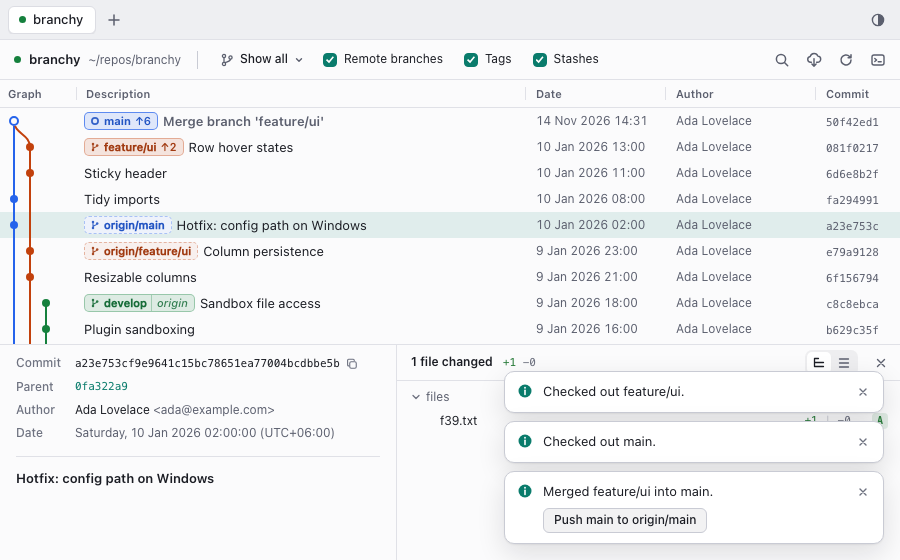 branchy
branchy ~/repos/branchy Show all Remote branches Tags Stashes
Graph Description Date Author Commit
main ↑6 Merge branch 'feature/ui' 14 Nov 2026 14:31 Ada Lovelace 50f42ed1
feature/ui ↑2 Row hover states 10 Jan 2026 13:00 Ada Lovelace 081f0217
Sticky header 10 Jan 2026 11:00 Ada Lovelace 6d6e8b2f
Tidy imports 10 Jan 2026 08:00 Ada Lovelace fa294991
origin/main Hotfix: config path on Windows 10 Jan 2026 02:00 Ada Lovelace a23e753c
origin/feature/ui Column persistence 9 Jan 2026 23:00 Ada Lovelace e79a9128
Resizable columns 9 Jan 2026 21:00 Ada Lovelace 6f156794
develop origin Sandbox file access 9 Jan 2026 18:00 Ada Lovelace c8c8ebca
Plugin sandboxing 9 Jan 2026 16:00 Ada Lovelace b629c35f
Commit a23e753cf9e9641c15bc78651ea77004bcdbbe5b
Parent 0fa322a9
Author Ada Lovelace <ada@example.com>
Date Saturday, 10 Jan 2026 02:00:00 (UTC+06:00)
Hotfix: config path on Windows
1 file changed +1 −0
files
f39.txt +1 −0 A
Checked out feature/ui.
Checked out main.
Merged feature/ui into main.
Push main to origin/main